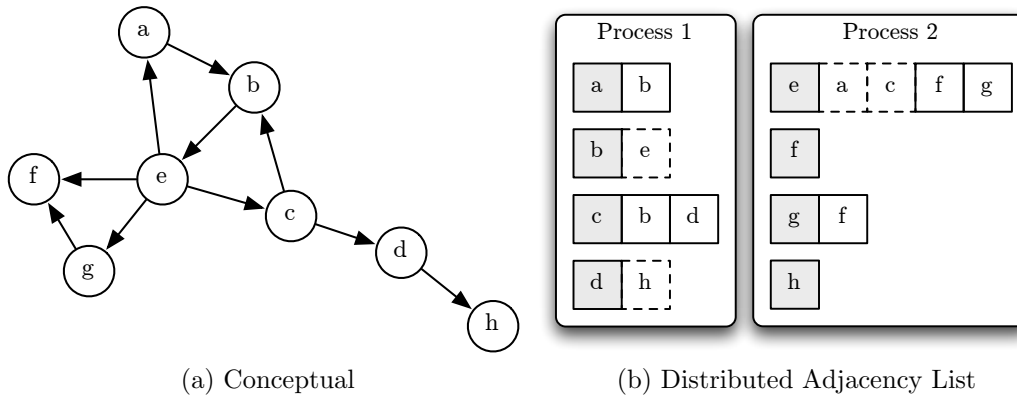 a
b
f
e
c
g
d
h
(a) Conceptual
Process 1
a b
b e
c b d
d h
Process 2
e a c f g
f
g f
h
(b) Distributed Adjacency List